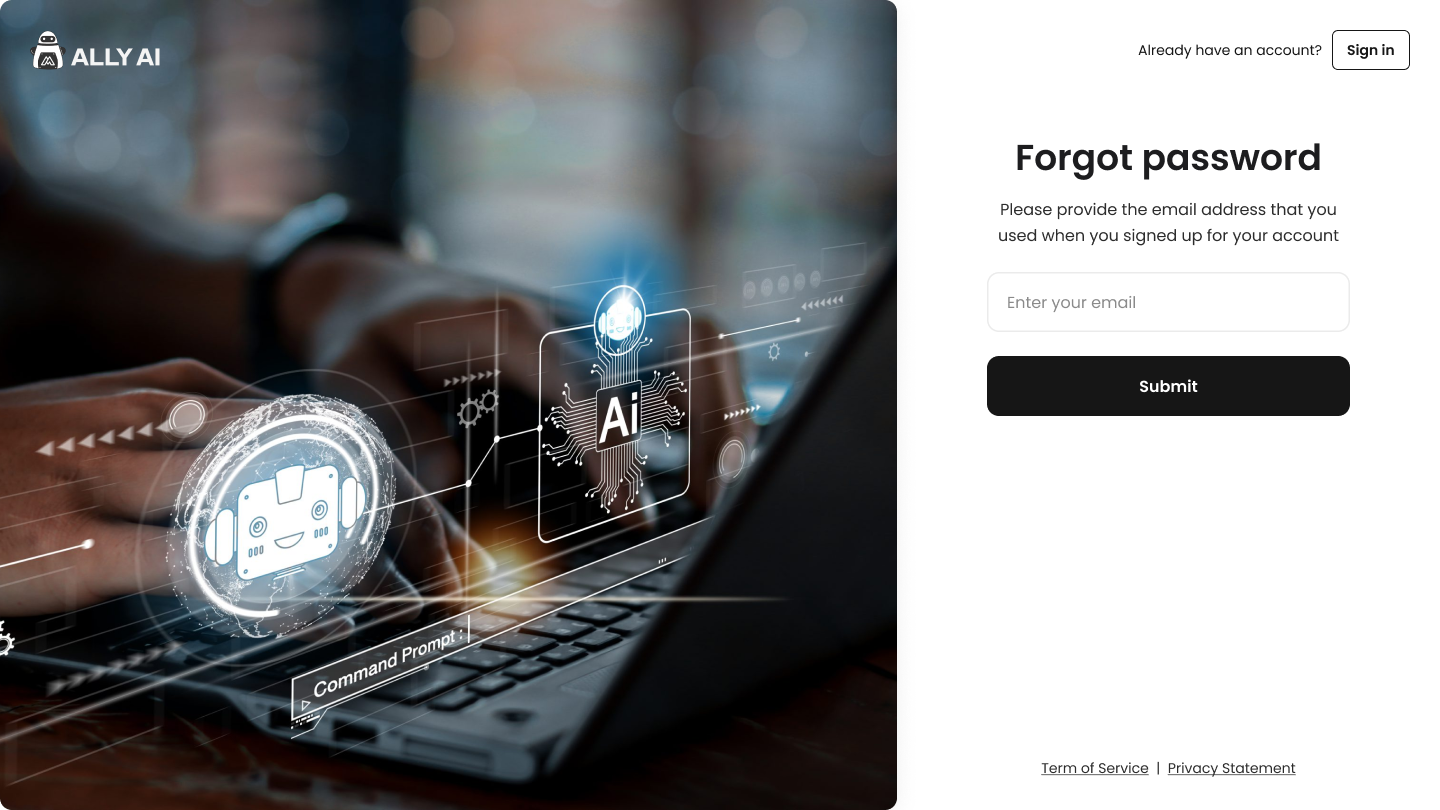 ALLY AI
Already have an account?
Sign in
Forgot password
Please provide the email address that you
used when you signed up for your account
Enter your email
Submit
Ai
Command Prompt :
Term of Service | Privacy Statement